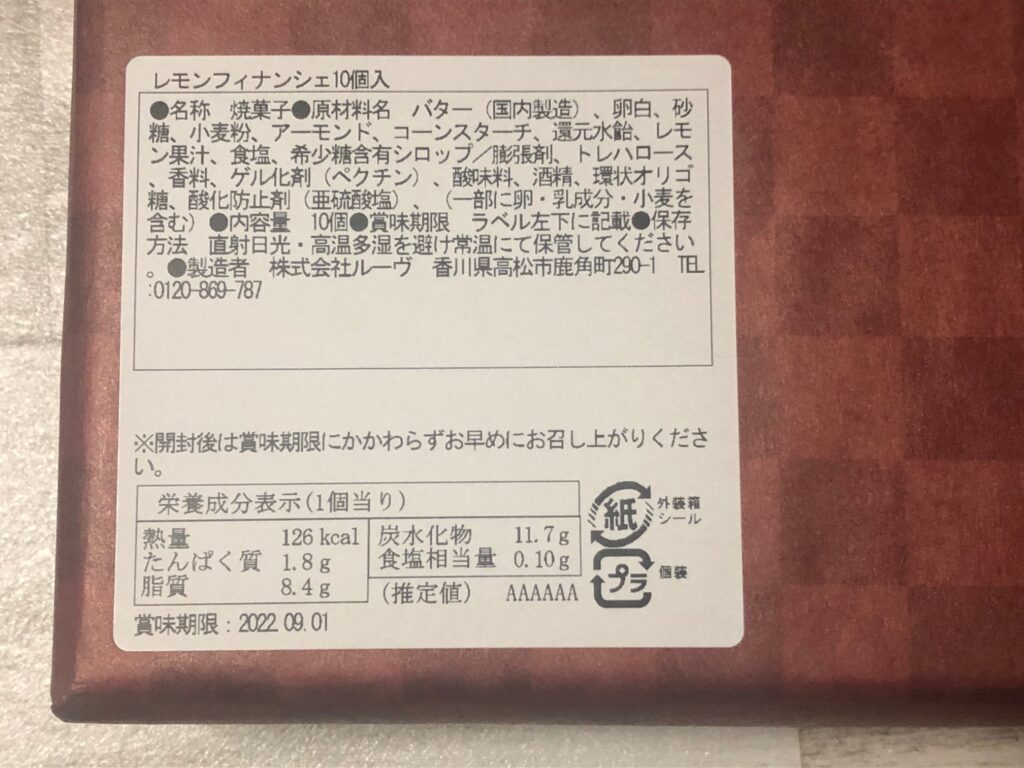 レモンフィナンシェ10個入
●名称　焼菓子●原材料名　バター（国内製造）、卵白、砂
糖、小麦粉、アーモンド、コーンスターチ、還元水飴、レモ
ン果汁、食塩、希少糖含有シロップ／膨張剤、トレハロース
、香料、ゲル化剤（ペクチン）、酸味料、酒精、環状オリゴ
糖、酸化防止剤（亜硫酸塩）、（一部に卵・乳成分・小麦を
含む）●内容量　10個●賞味期限　ラベル左下に記載●保存
方法　直射日光・高温多湿を避け常温にて保管してください
。●製造者　株式会社ルーヴ　香川県高松市鹿角町290-1　TEL
:0120-869-787
※開封後は賞味期限にかかわらずお早めにお召し上がりくださ
い。
栄養成分表示(1個当り)
熱量 126 kcal
たんぱく質 1.8 g
脂質 8.4 g
炭水化物 11.7 g
食塩相当量 0.10 g
(推定値) AAAAAA
紙 外装箱
シール
プラ 個装
賞味期限：2022.09.01